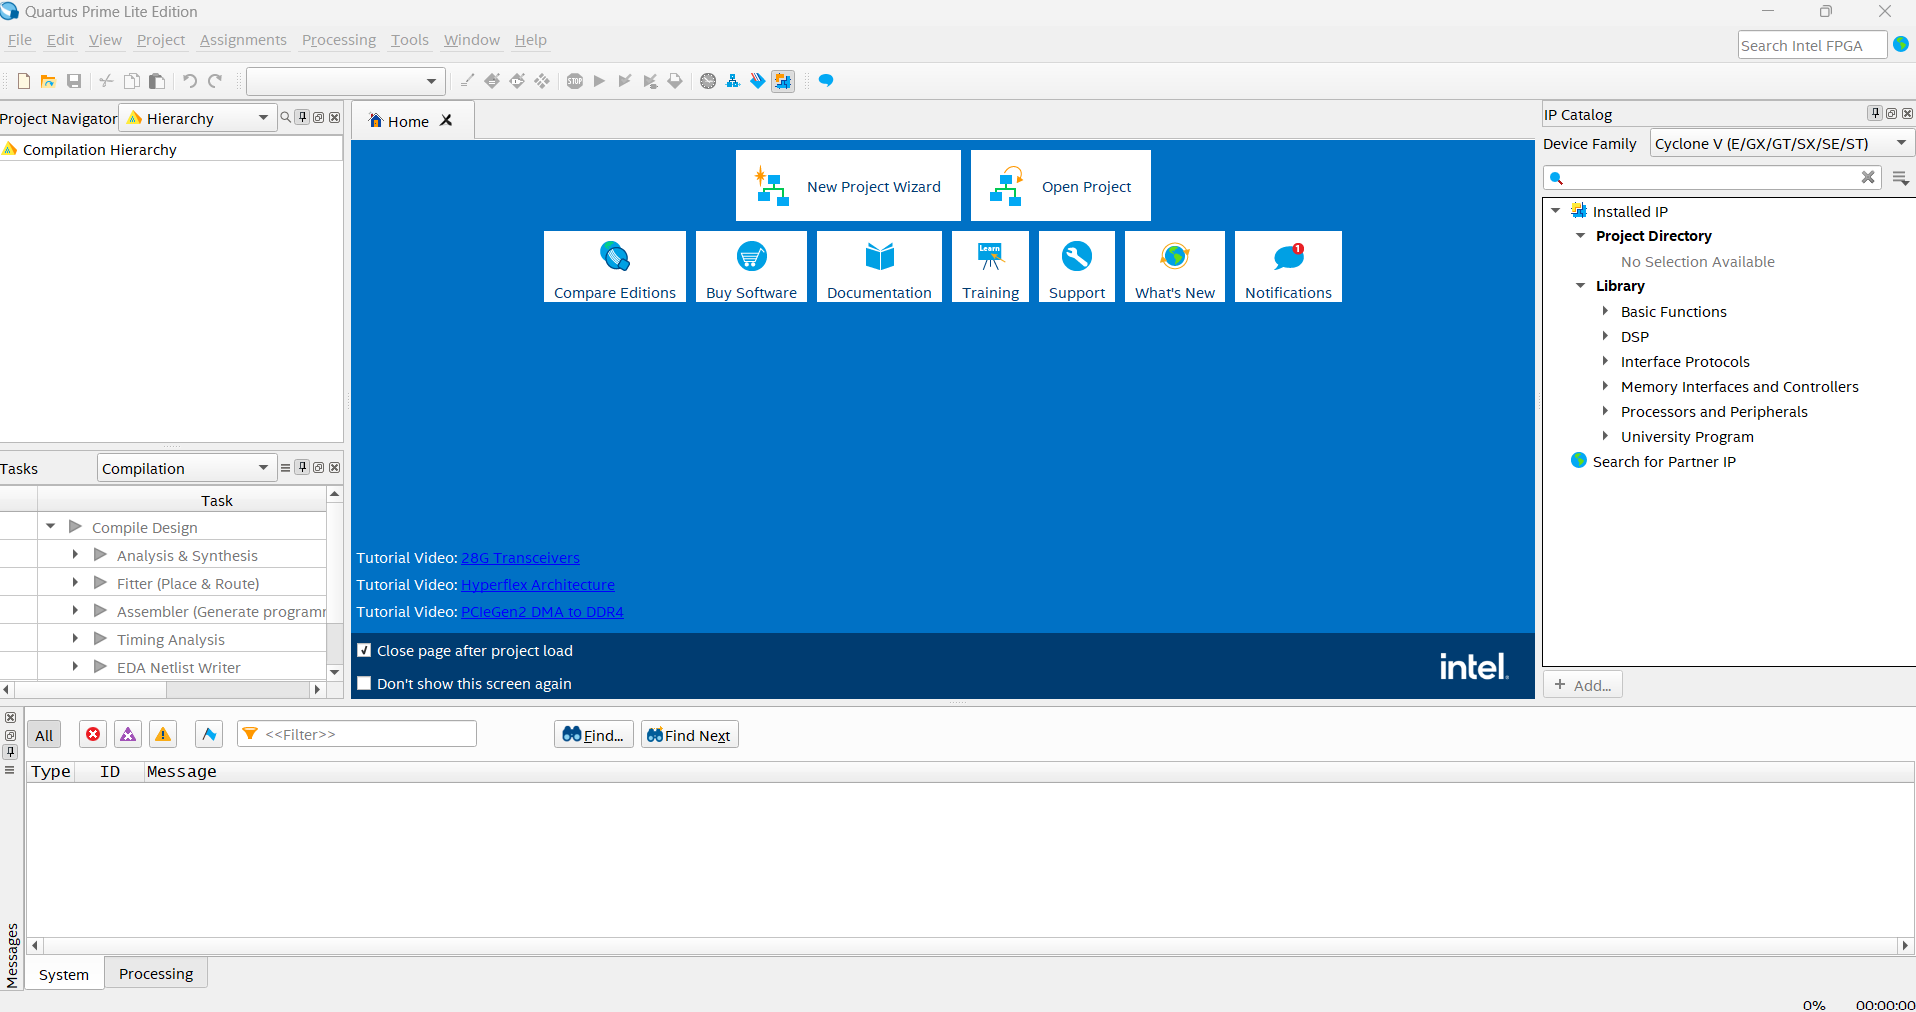 Quartus Prime Lite Edition
File Edit View Project Assignments Processing Tools Window Help
Search Intel FPGA
STOP
Project Navigator Hierarchy
Compilation Hierarchy
Home
New Project Wizard
Open Project
Compare Editions
Buy Software
Documentation
Learn
Training
Support
What's New
1
Notifications
Tutorial Video: 28G Transceivers
Tutorial Video: Hyperflex Architecture
Tutorial Video: PCIeGen2 DMA to DDR4
Close page after project load
Don't show this screen again
intel.
IP Catalog
Device Family Cyclone V (E/GX/GT/SX/SE/ST)
Installed IP
Project Directory
No Selection Available
Library
Basic Functions
DSP
Interface Protocols
Memory Interfaces and Controllers
Processors and Peripherals
University Program
Search for Partner IP
+ Add...
Tasks Compilation
Task
Compile Design
Analysis & Synthesis
Fitter (Place & Route)
Assembler (Generate programr
Timing Analysis
EDA Netlist Writer
All
<<Filter>>
Find...
Find Next
Type ID Message
Messages
System Processing
0% 00:00:00